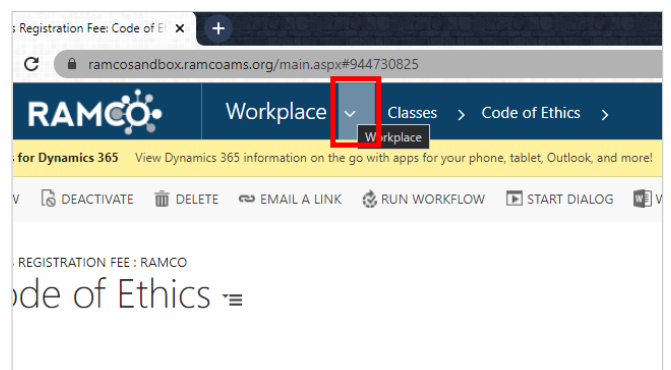 s Registration Fee: Code of E ×
+
ramcosandbox.ramcoams.org/main.aspx#944730825
RAMCO Workplace Classes > Code of Ethics >
Workplace
for Dynamics 365 View Dynamics 365 information on the go with apps for your phone, tablet, Outlook, and more!
W DEACTIVATE DELETE EMAIL A LINK RUN WORKFLOW START DIALOG W
REGISTRATION FEE : RAMCO
ode of Ethics